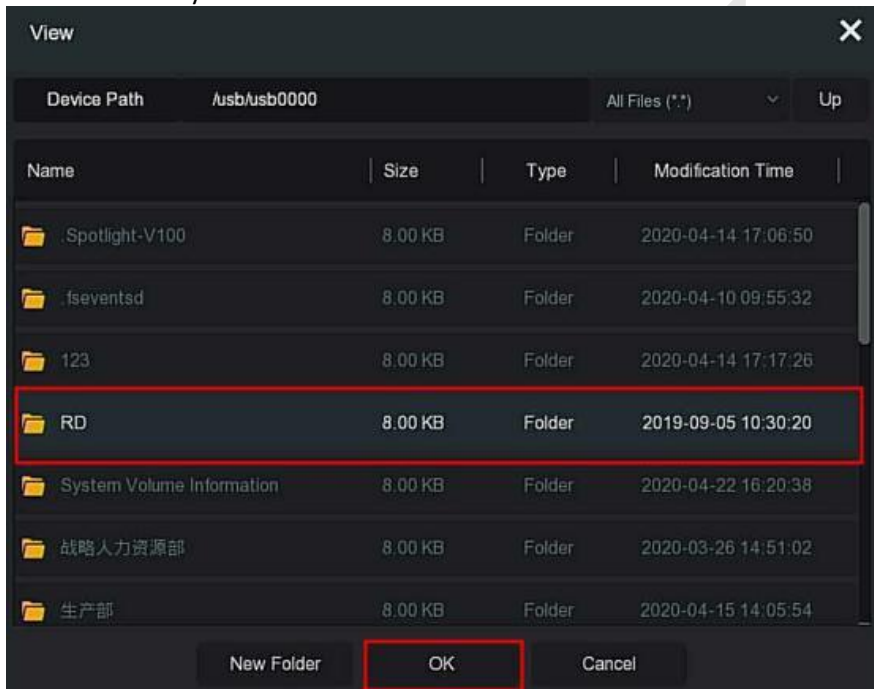 View
Device Path /usb/usb0000 All Files (*.*) Up
Name Size Type Modification Time
.Spotlight-V100 8.00 KB Folder 2020-04-14 17:06:50
.fseventsd 8.00 KB Folder 2020-04-10 09:55:32
123 8.00 KB Folder 2020-04-14 17:17:26
RD 8.00 KB Folder 2019-09-05 10:30:20
System Volume Information 8.00 KB Folder 2020-04-22 16:20:38
战略人力资源部 8.00 KB Folder 2020-03-26 14:51:02
生产部 8.00 KB Folder 2020-04-15 14:05:54
New Folder OK Cancel